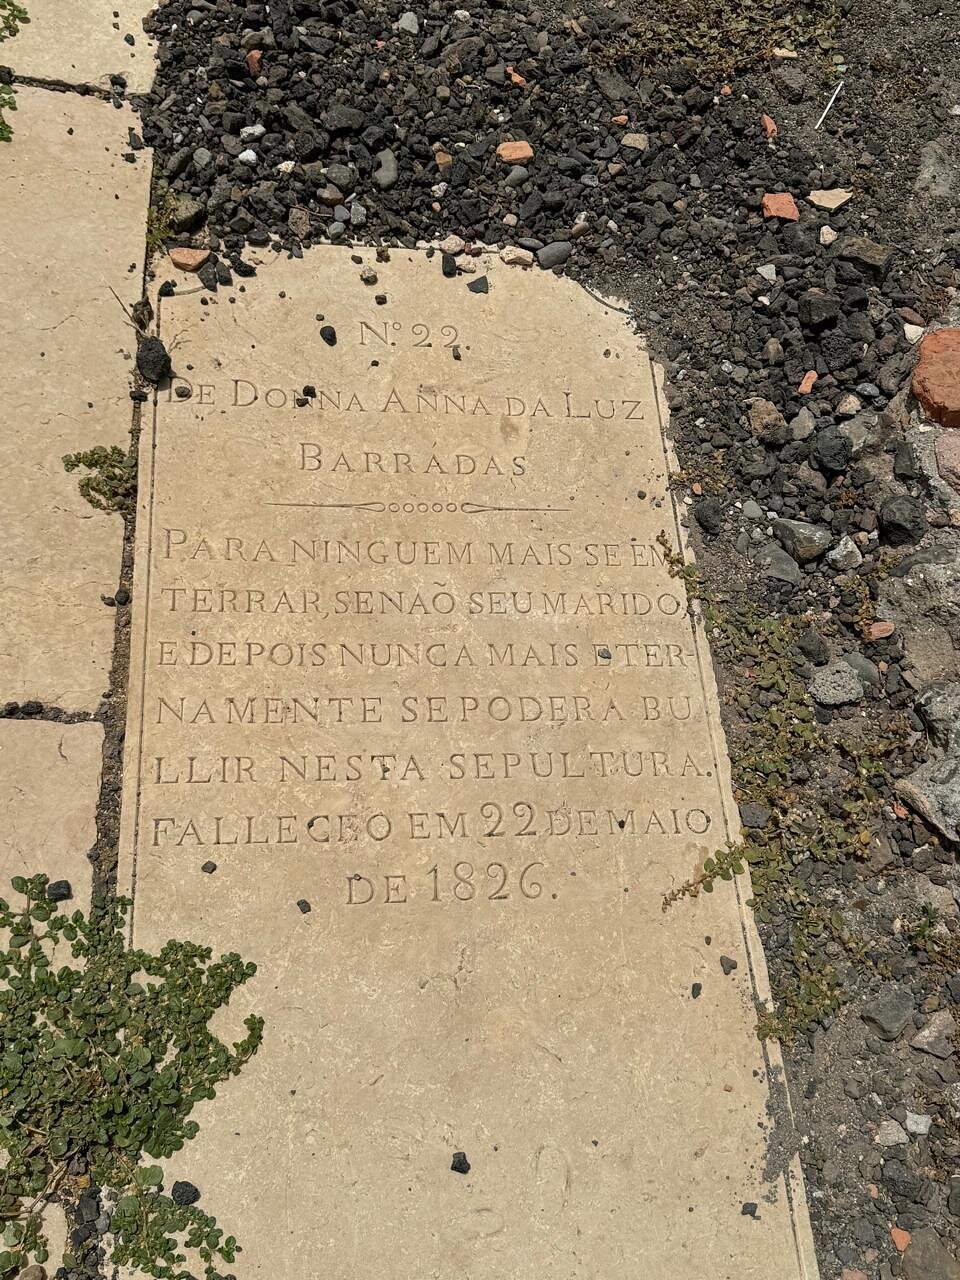 Nº 22.
DE DONNA ANNA DA LUZ
BARRADAS
PARA NINGUEM MAIS SE EN
TERRAR, SENAÕ SEU MARIDO,
E DEPOIS NUNCA MAIS ETER-
NAMENTE SE PODERA BU
LLIR NESTA SEPULTURA.
FALLECEO EM 22 DE MAIO
DE 1826.